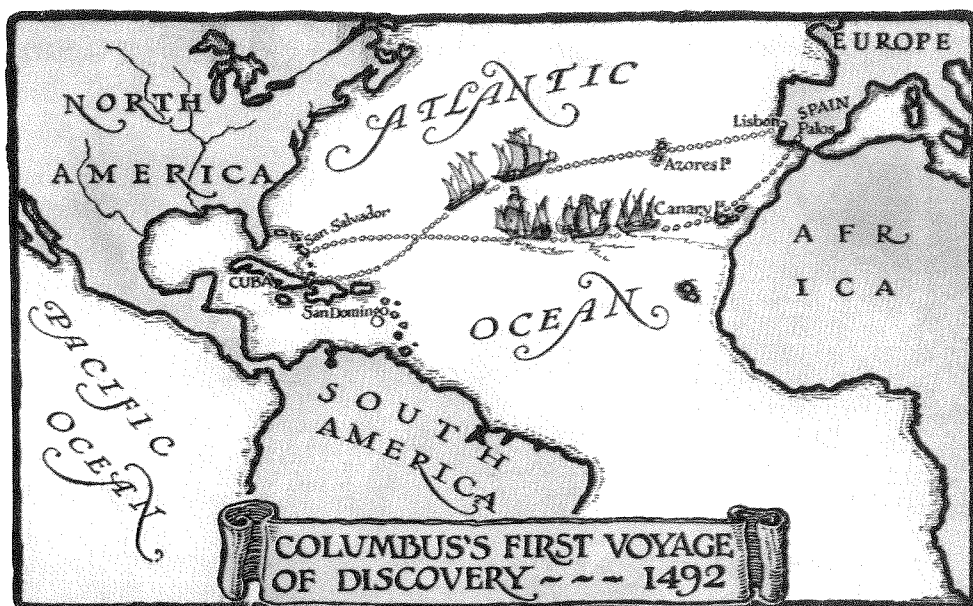 EUROPE
NORTH
AMERICA
ATLANTIC
Lisbon
SPAIN
Palos
Azores Is
Canary Is
San Salvador
CUBA
San Domingo
AFR
ICA
OCEAN
PACIFIC
OCEAN
SOUTH
AMERICA
COLUMBUS'S FIRST VOYAGE
OF DISCOVERY ~ ~ ~ 1492